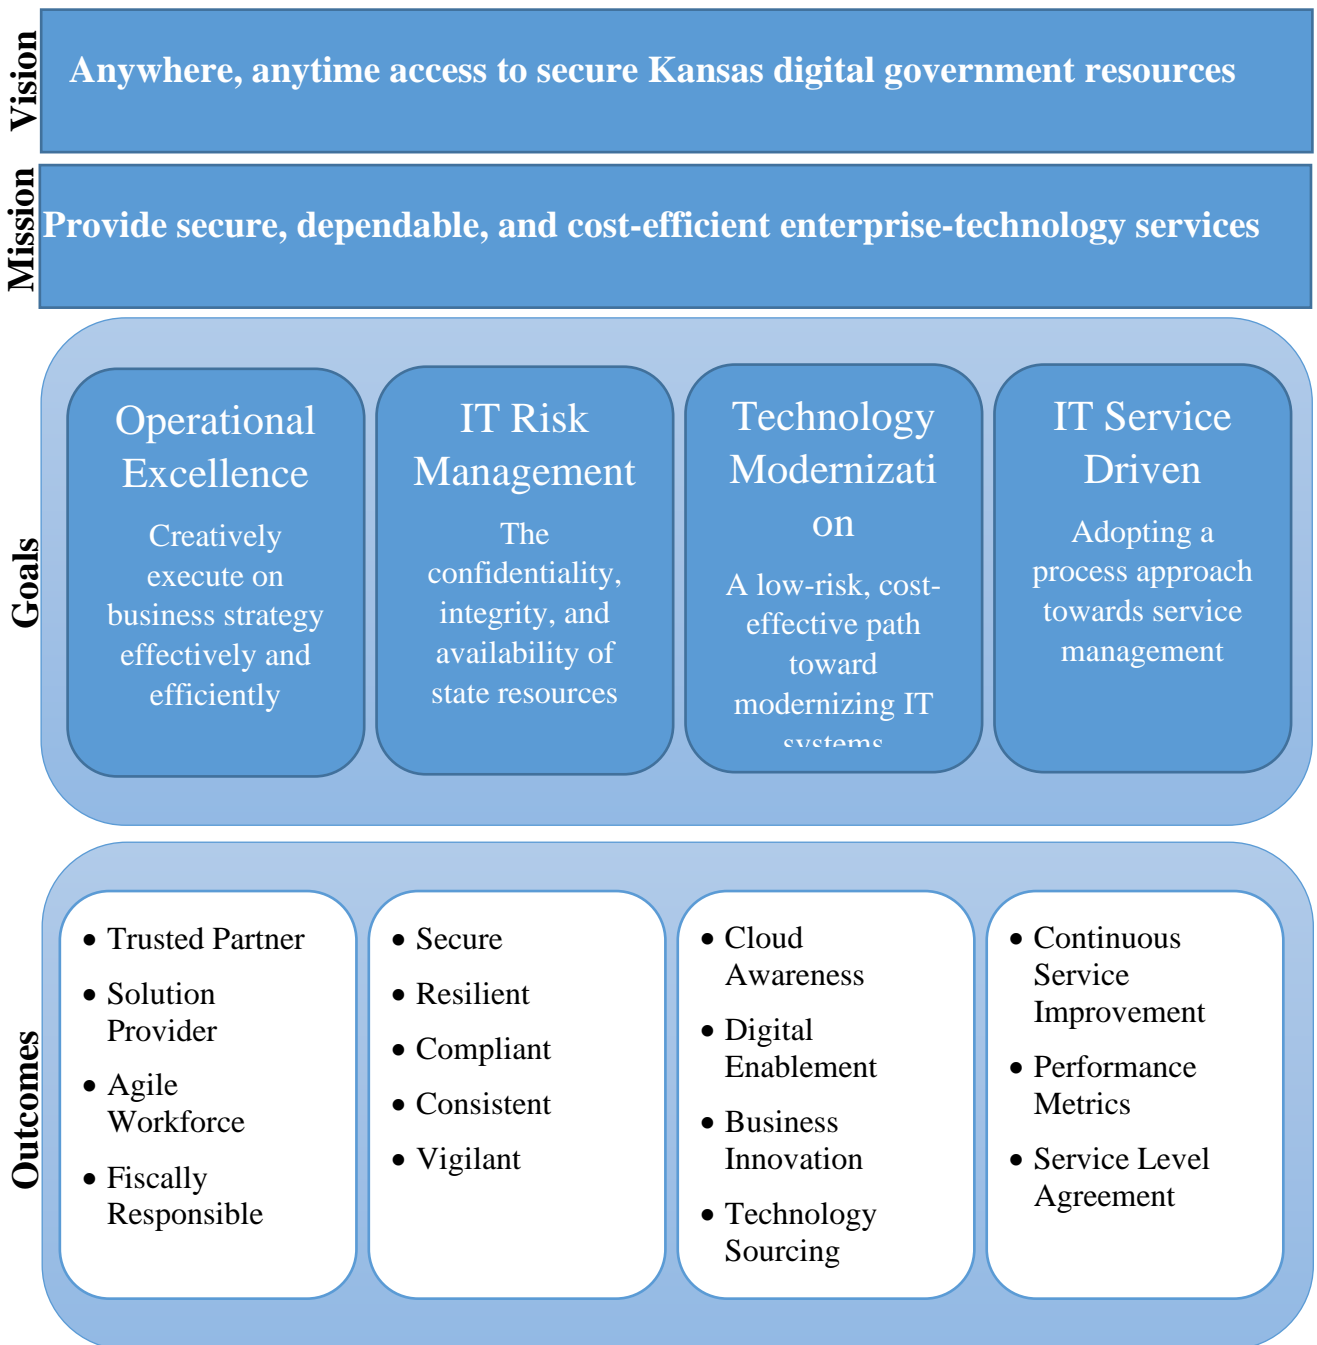 Vision
Anywhere, anytime access to secure Kansas digital government resources
Mission
Provide secure, dependable, and cost-efficient enterprise-technology services
Goals
Operational
Excellence
Creatively
execute on
business strategy
effectively and
efficiently
IT Risk
Management
The
confidentiality,
integrity, and
availability of
state resources
Technology
Modernizati
on
A low-risk, cost-
effective path
toward
modernizing IT
systems
IT Service
Driven
Adopting a
process approach
towards service
management
Outcomes
• Trusted Partner
• Solution
Provider
• Agile
Workforce
• Fiscally
Responsible
• Secure
• Resilient
• Compliant
• Consistent
• Vigilant
• Cloud
Awareness
• Digital
Enablement
• Business
Innovation
• Technology
Sourcing
• Continuous
Service
Improvement
• Performance
Metrics
• Service Level
Agreement